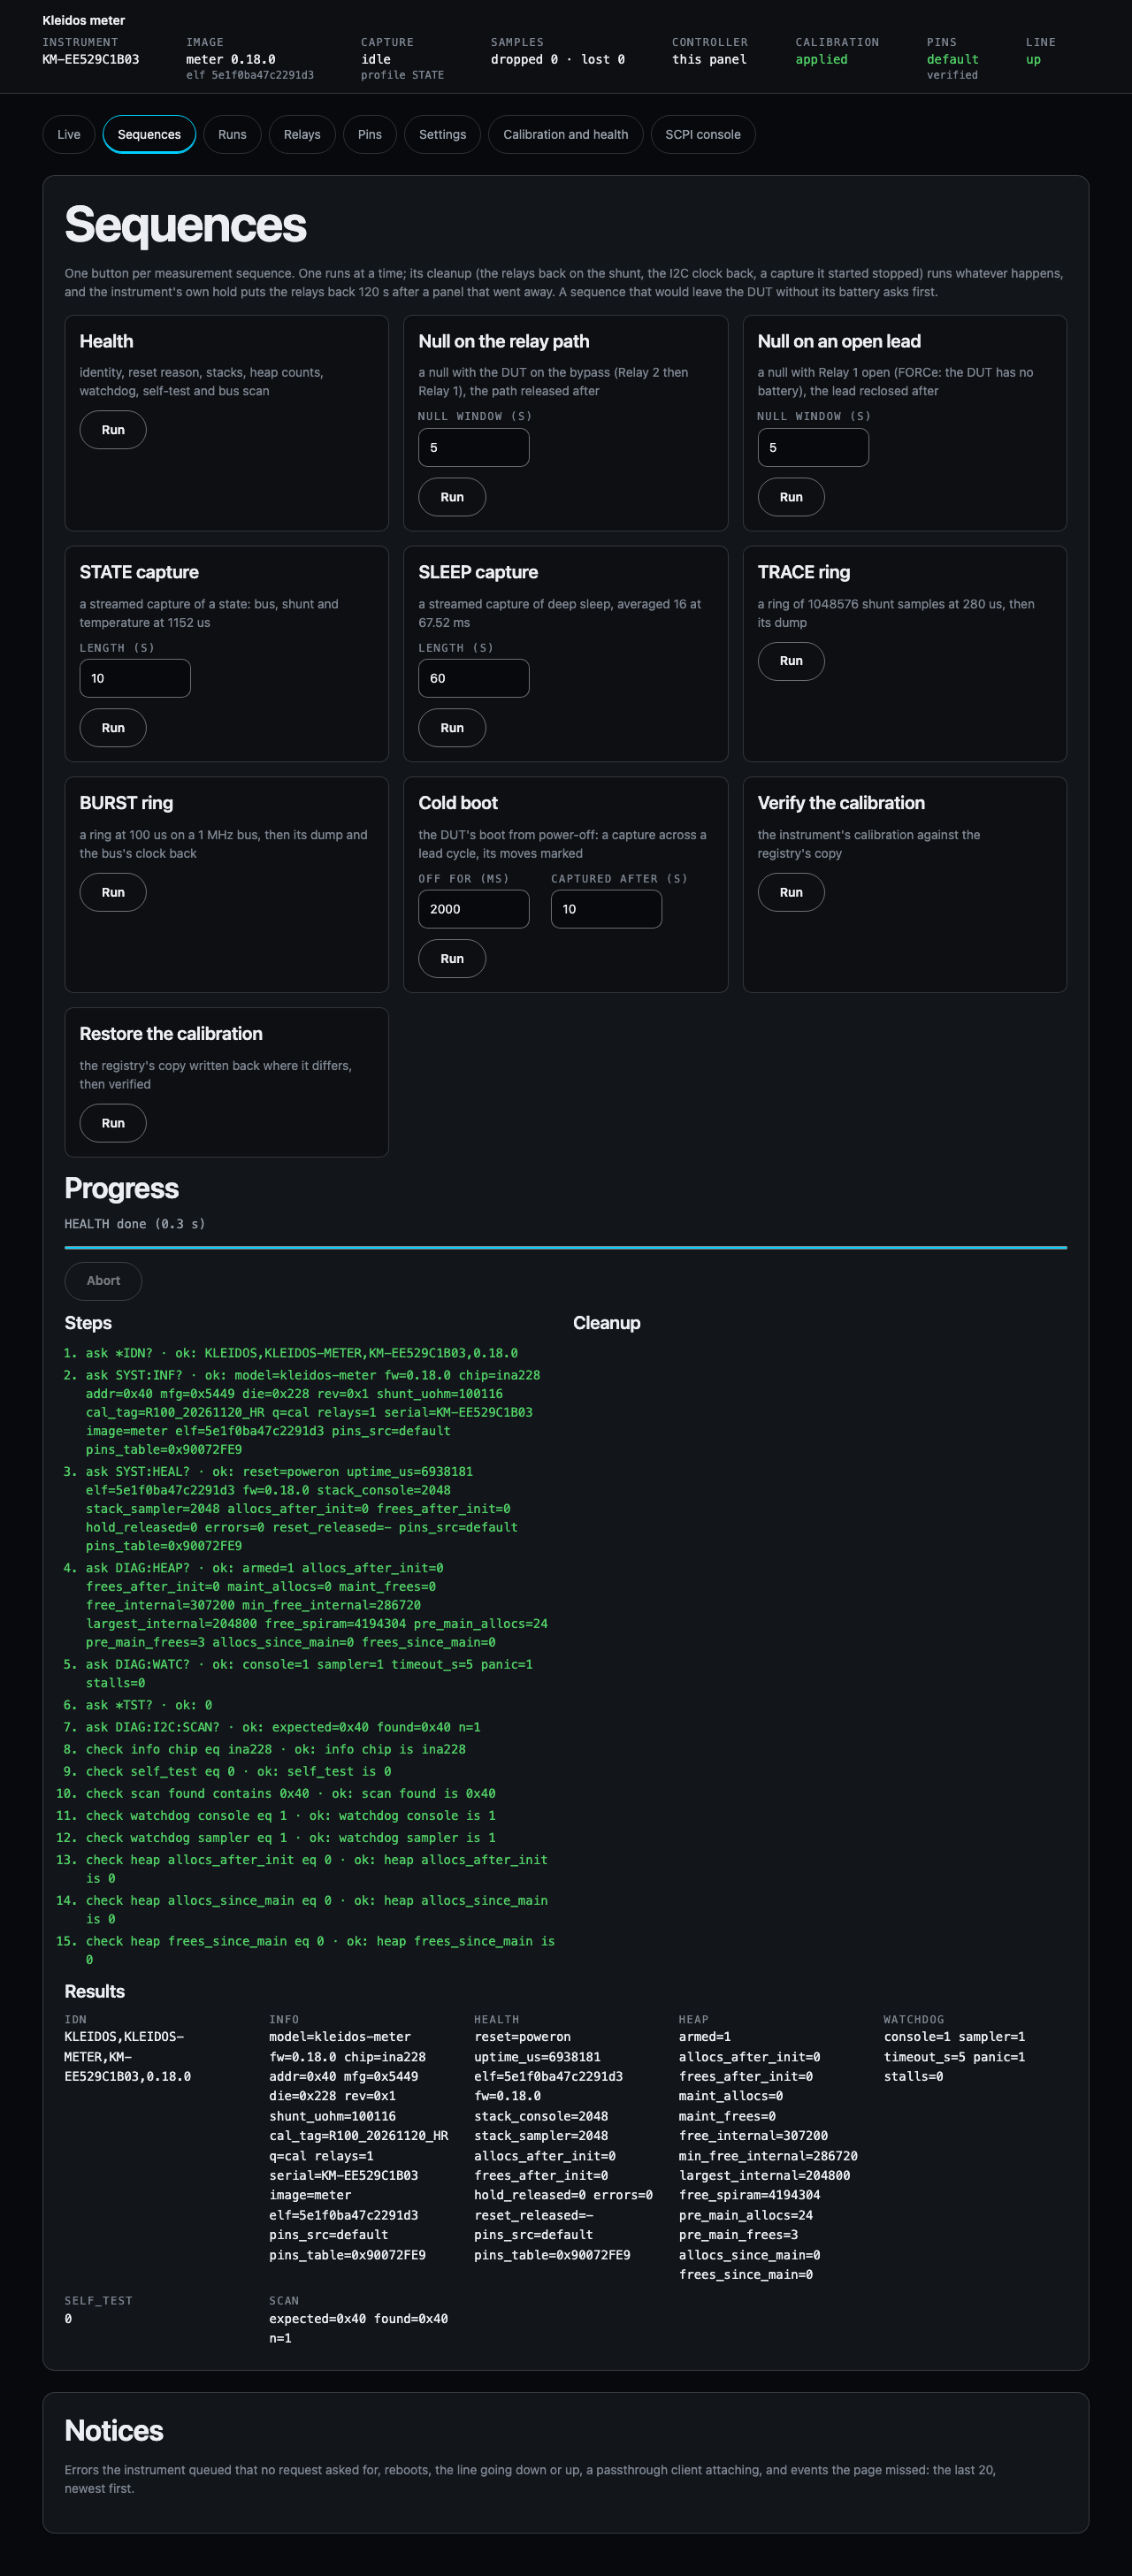 Kleidos meter
INSTRUMENT
KM-EE529C1B03
IMAGE
meter 0.18.0
elf 5e1f0ba47c2291d3
CAPTURE
idle
profile STATE
SAMPLES
dropped 0 · lost 0
CONTROLLER
this panel
CALIBRATION
applied
PINS
default
verified
LINE
up
Live
Sequences
Runs
Relays
Pins
Settings
Calibration and health
SCPI console
Sequences
One button per measurement sequence. One runs at a time; its cleanup (the relays back on the shunt, the I2C clock back, a capture it started stopped) runs whatever happens,
and the instrument's own hold puts the relays back 120 s after a panel that went away. A sequence that would leave the DUT without its battery asks first.
Health
identity, reset reason, stacks, heap counts,
watchdog, self-test and bus scan
Run
Null on the relay path
a null with the DUT on the bypass (Relay 2 then
Relay 1), the path released after
NULL WINDOW (S)
5
Run
Null on an open lead
a null with Relay 1 open (FORCe: the DUT has no
battery), the lead reclosed after
NULL WINDOW (S)
5
Run
STATE capture
a streamed capture of a state: bus, shunt and
temperature at 1152 us
LENGTH (S)
10
Run
SLEEP capture
a streamed capture of deep sleep, averaged 16 at
67.52 ms
LENGTH (S)
60
Run
TRACE ring
a ring of 1048576 shunt samples at 280 us, then
its dump
Run
BURST ring
a ring at 100 us on a 1 MHz bus, then its dump and
the bus's clock back
Run
Cold boot
the DUT's boot from power-off: a capture across a
lead cycle, its moves marked
OFF FOR (MS)
2000
CAPTURED AFTER (S)
10
Run
Verify the calibration
the instrument's calibration against the
registry's copy
Run
Restore the calibration
the registry's copy written back where it differs,
then verified
Run
Progress
HEALTH done (0.3 s)
Abort
Steps
1. ask *IDN? · ok: KLEIDOS,KLEIDOS-METER,KM-EE529C1B03,0.18.0
2. ask SYST:INF? · ok: model=kleidos-meter fw=0.18.0 chip=ina228
addr=0x40 mfg=0x5449 die=0x228 rev=0x1 shunt_uohm=100116
cal_tag=R100_20261120_HR q=cal relays=1 serial=KM-EE529C1B03
image=meter elf=5e1f0ba47c2291d3 pins_src=default
pins_table=0x90072FE9
3. ask SYST:HEAL? · ok: reset=poweron uptime_us=6938181
elf=5e1f0ba47c2291d3 fw=0.18.0 stack_console=2048
stack_sampler=2048 allocs_after_init=0 frees_after_init=0
hold_released=0 errors=0 reset_released=- pins_src=default
pins_table=0x90072FE9
4. ask DIAG:HEAP? · ok: armed=1 allocs_after_init=0
frees_after_init=0 maint_allocs=0 maint_frees=0
free_internal=307200 min_free_internal=286720
largest_internal=204800 free_spiram=4194304 pre_main_allocs=24
pre_main_frees=3 allocs_since_main=0 frees_since_main=0
5. ask DIAG:WATC? · ok: console=1 sampler=1 timeout_s=5 panic=1
stalls=0
6. ask *TST? · ok: 0
7. ask DIAG:I2C:SCAN? · ok: expected=0x40 found=0x40 n=1
8. check info chip eq ina228 · ok: info chip is ina228
9. check self_test eq 0 · ok: self_test is 0
10. check scan found contains 0x40 · ok: scan found is 0x40
11. check watchdog console eq 1 · ok: watchdog console is 1
12. check watchdog sampler eq 1 · ok: watchdog sampler is 1
13. check heap allocs_after_init eq 0 · ok: heap allocs_after_init
is 0
14. check heap allocs_since_main eq 0 · ok: heap allocs_since_main
is 0
15. check heap frees_since_main eq 0 · ok: heap frees_since_main is
0
Cleanup
Results
IDN
KLEIDOS,KLEIDOS-
METER,KM-
EE529C1B03,0.18.0
INFO
model=kleidos-meter
fw=0.18.0 chip=ina228
addr=0x40 mfg=0x5449
die=0x228 rev=0x1
shunt_uohm=100116
cal_tag=R100_20261120_HR
q=cal relays=1
serial=KM-EE529C1B03
image=meter
elf=5e1f0ba47c2291d3
pins_src=default
pins_table=0x90072FE9
HEALTH
reset=poweron
uptime_us=6938181
elf=5e1f0ba47c2291d3
fw=0.18.0
stack_console=2048
stack_sampler=2048
allocs_after_init=0
frees_after_init=0
hold_released=0 errors=0
reset_released=-
pins_src=default
pins_table=0x90072FE9
HEAP
armed=1
allocs_after_init=0
frees_after_init=0
maint_allocs=0
maint_frees=0
free_internal=307200
min_free_internal=286720
largest_internal=204800
free_spiram=4194304
pre_main_allocs=24
pre_main_frees=3
allocs_since_main=0
frees_since_main=0
WATCHDOG
console=1 sampler=1
timeout_s=5 panic=1
stalls=0
SELF_TEST
0
SCAN
expected=0x40 found=0x40
n=1
Notices
Errors the instrument queued that no request asked for, reboots, the line going down or up, a passthrough client attaching, and events the page missed: the last 20,
newest first.